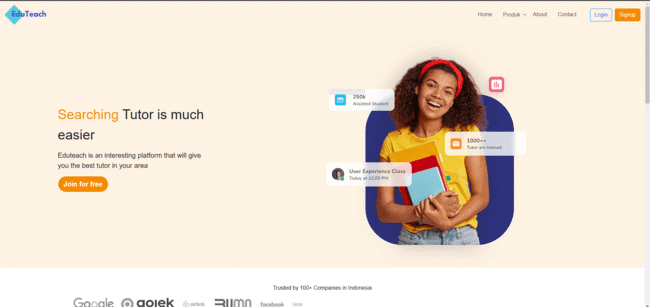 EduTeach
Home Produk About Contact Login Signup
Searching Tutor is much
easier
Eduteach is an interesting platform that will give
you the best tutor in your area
Join for free
250k
Assisted Student
1000++
Tutor are trained
User Experience Class
Today at 12.00 PM
Trusted by 100+ Companies in Indonesia
Google gojek airbnb BUMN facebook